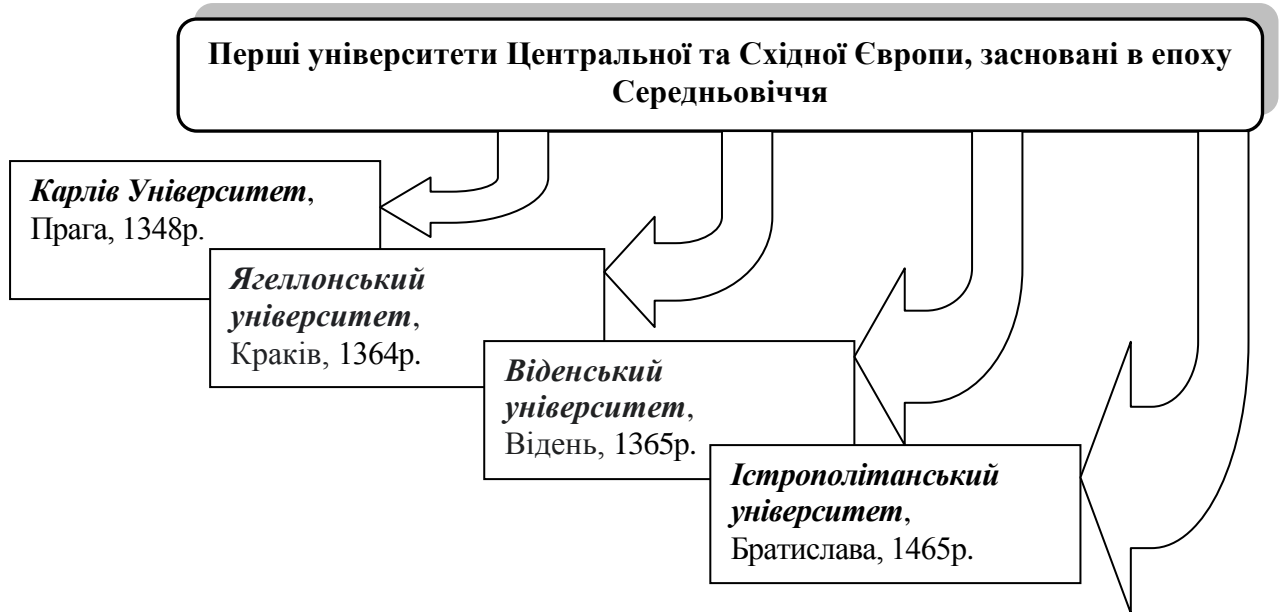 Перші університети Центральної та Східної Європи, засновані в епоху
Середньовіччя
Карлів Університет,
Прага, 1348р.
Ягеллонський
університет,
Краків, 1364р.
Віденський
університет,
Відень, 1365р.
Істрополітанський
університет,
Братислава, 1465р.